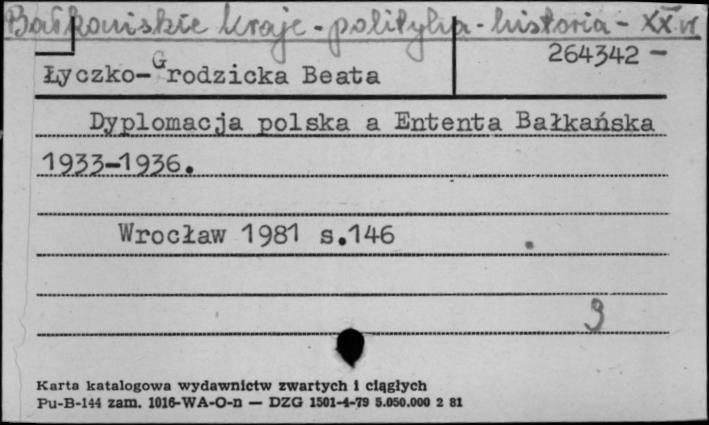 Bałkańskie kraje - polityka - historia - XX w
264342 -
Łyczko-Grodzicka Beata
Dyplomacja polska a Ententa Bałkańska
1933-1936.
Wrocław 1981 s.146
9
Karta katalogowa wydawnictw zwartych i ciągłych
Pu-B-144 zam. 1016-WA-O-n — DZG 1501-4-79 5.050.000 2 81